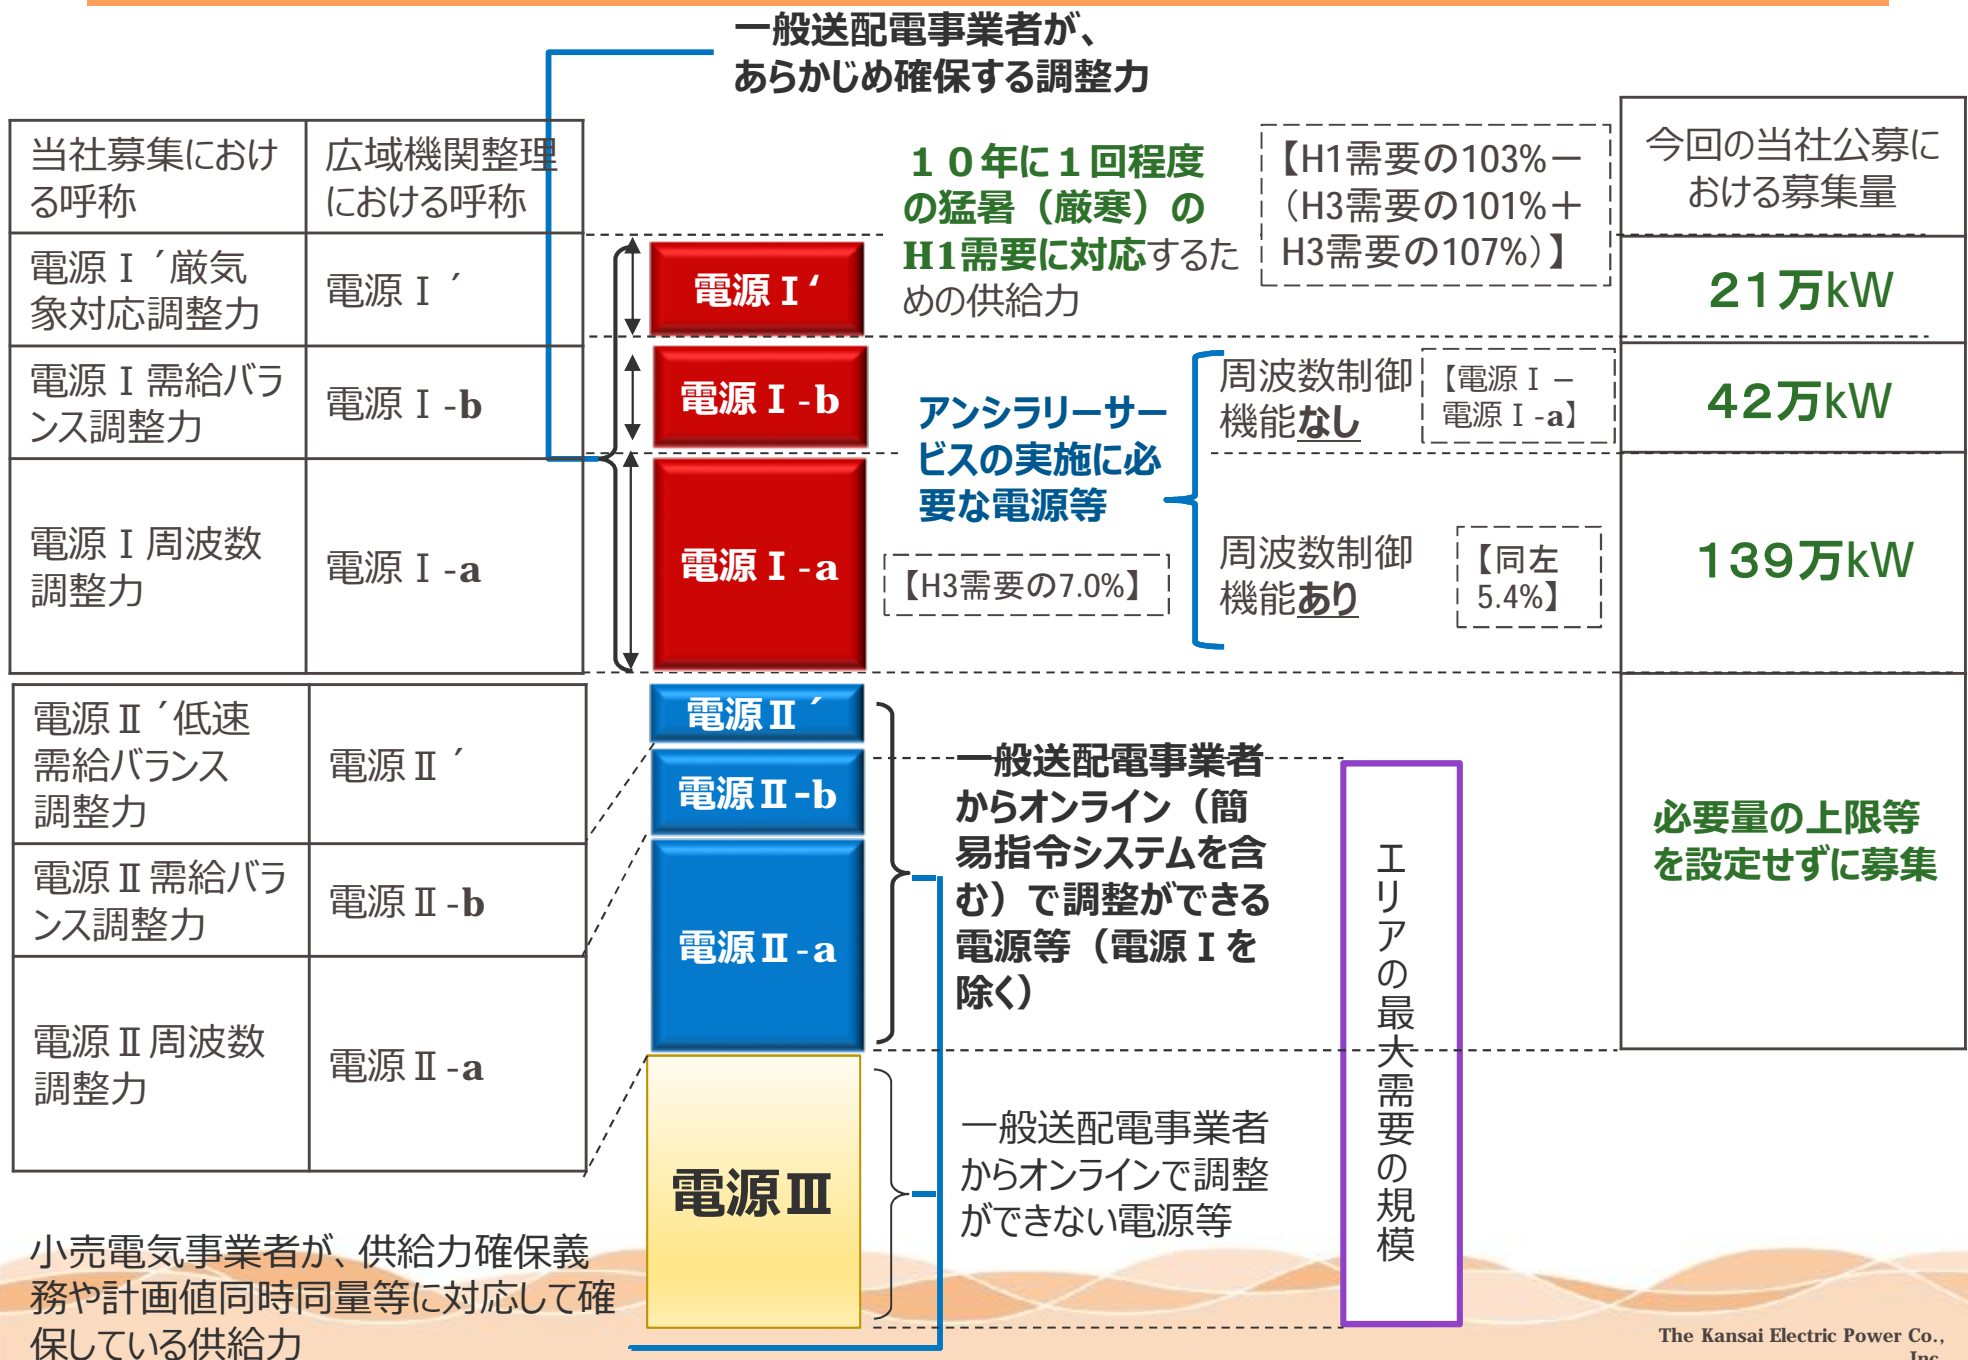 一般送配電事業者が、
あらかじめ確保する調整力
当社募集におけ
る呼称
広域機関整理
における呼称
電源Ⅰ´厳気
象対応調整力
電源Ⅰ´
電源Ⅰ需給バラ
ンス調整力
電源Ⅰ-b
電源Ⅰ周波数
調整力
電源Ⅰ-a
電源Ⅰ‘
電源Ⅰ-b
電源Ⅰ-a
１０年に１回程度
の猛暑（厳寒）の
H1需要に対応するた
めの供給力
【H1需要の103%－
（H3需要の101%＋
H3需要の107%）】
アンシラリーサー
ビスの実施に必
要な電源等
【H3需要の7.0%】
周波数制御
機能なし
【電源Ⅰ－
電源Ⅰ-a】
周波数制御
機能あり
【同左
5.4%】
今回の当社公募に
おける募集量
21万kW
42万kW
139万kW
必要量の上限等
を設定せずに募集
電源Ⅱ´低速
需給バランス
調整力
電源Ⅱ´
電源Ⅱ需給バラ
ンス調整力
電源Ⅱ-b
電源Ⅱ周波数
調整力
電源Ⅱ-a
電源Ⅱ´
電源Ⅱ-b
電源Ⅱ-a
電源Ⅲ
一般送配電事業者
からオンライン（簡
易指令システムを含
む）で調整ができる
電源等（電源Ⅰを
除く）
一般送配電事業者
からオンラインで調整
ができない電源等
エリアの最大需要の規模
小売電気事業者が、供給力確保義
務や計画値同時同量等に対応して確
保している供給力
The Kansai Electric Power Co.,
Inc.